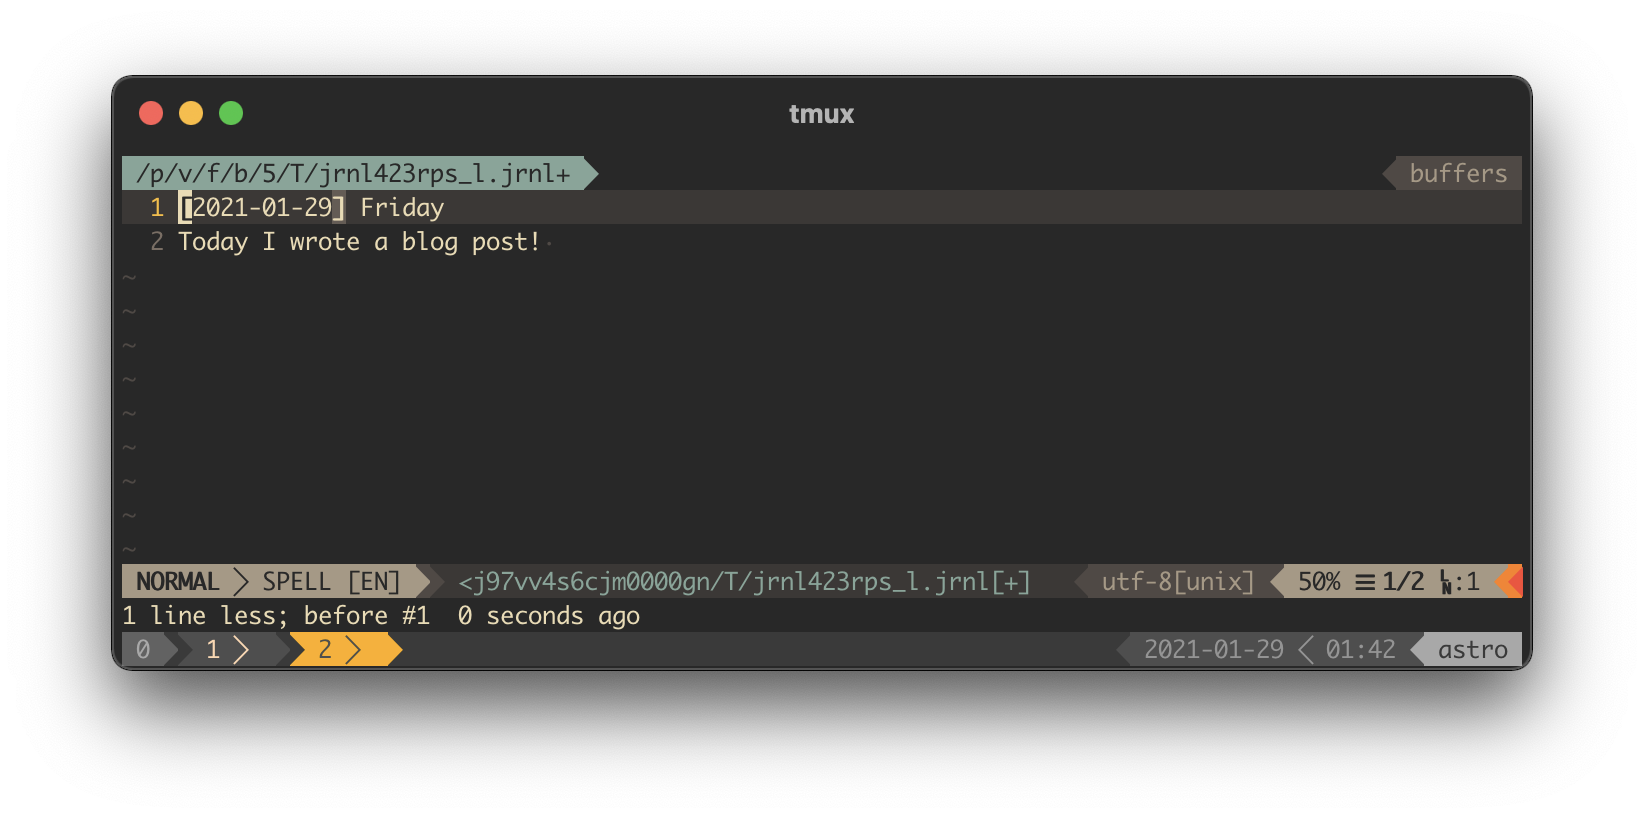 tmux
/p/v/f/b/5/T/jrnl423rps_l.jrnl+ buffers
1 [2021-01-29] Friday
2 Today I wrote a blog post!·
~
~
~
~
~
~
~
~
~
NORMAL SPELL [EN] <j97vv4s6cjm0000gn/T/jrnl423rps_l.jrnl[+] utf-8[unix] 50% ☰ 1/2 LN:1
1 line less; before #1  0 seconds ago
0 1 2 2021-01-29 01:42 astro